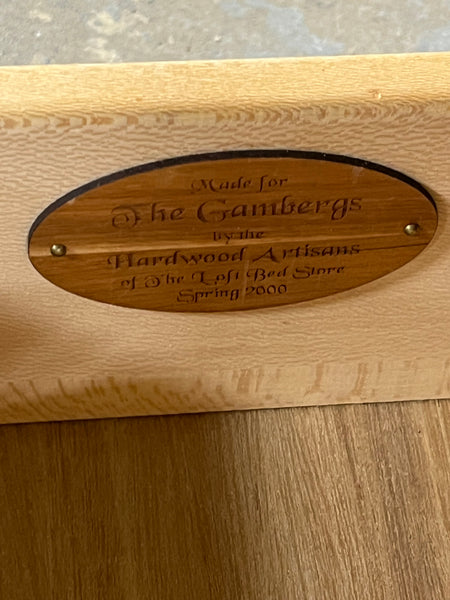 Made for
The Gambergs
by the
Hardwood Artisans
of The Loft Bed Store
Spring 2000